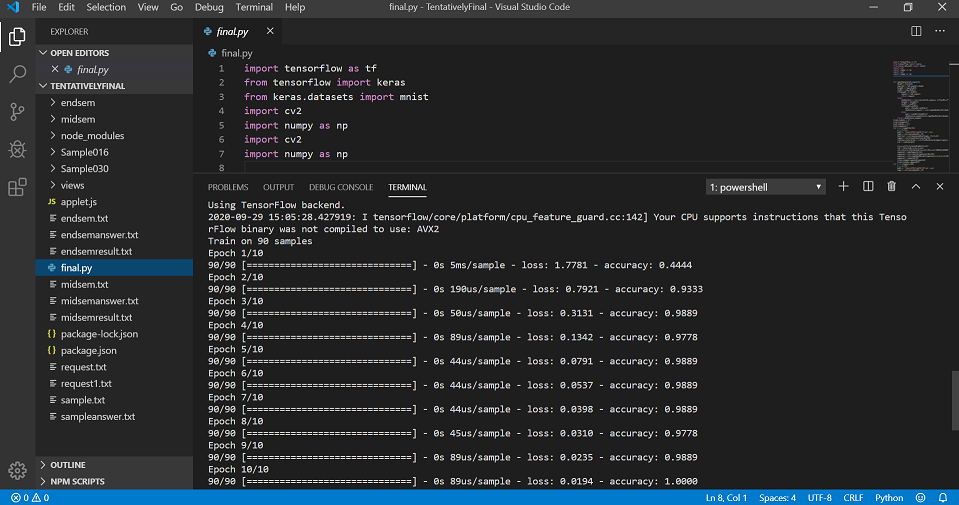 File Edit Selection View Go Debug Terminal Help final.py - TentativelyFinal - Visual Studio Code
EXPLORER
OPEN EDITORS
final.py
TENTATIVELYFINAL
endsem
midsem
node_modules
Sample016
Sample030
views
JS applet.js
endsem.txt
endsemanswer.txt
endsemresult.txt
final.py
midsem.txt
midsemanswer.txt
midsemresult.txt
{} package-lock.json
{} package.json
request.txt
request1.txt
sample.txt
sampleanswer.txt
OUTLINE
NPM SCRIPTS
final.py
final.py
1 import tensorflow as tf
2 from tensorflow import keras
3 from keras.datasets import mnist
4 import cv2
5 import numpy as np
6 import cv2
7 import numpy as np
8
PROBLEMS OUTPUT DEBUG CONSOLE TERMINAL 1: powershell
Using TensorFlow backend.
2020-09-29 15:05:28.427919: I tensorflow/core/platform/cpu_feature_guard.cc:142] Your CPU supports instructions that this Tenso
rFlow binary was not compiled to use: AVX2
Train on 90 samples
Epoch 1/10
90/90 [==============================] - 0s 5ms/sample - loss: 1.7781 - accuracy: 0.4444
Epoch 2/10
90/90 [==============================] - 0s 190us/sample - loss: 0.7921 - accuracy: 0.9333
Epoch 3/10
90/90 [==============================] - 0s 50us/sample - loss: 0.3131 - accuracy: 0.9889
Epoch 4/10
90/90 [==============================] - 0s 89us/sample - loss: 0.1342 - accuracy: 0.9778
Epoch 5/10
90/90 [==============================] - 0s 44us/sample - loss: 0.0791 - accuracy: 0.9889
Epoch 6/10
90/90 [==============================] - 0s 44us/sample - loss: 0.0537 - accuracy: 0.9889
Epoch 7/10
90/90 [==============================] - 0s 44us/sample - loss: 0.0398 - accuracy: 0.9889
Epoch 8/10
90/90 [==============================] - 0s 45us/sample - loss: 0.0310 - accuracy: 0.9778
Epoch 9/10
90/90 [==============================] - 0s 89us/sample - loss: 0.0235 - accuracy: 0.9889
Epoch 10/10
90/90 [==============================] - 0s 89us/sample - loss: 0.0194 - accuracy: 1.0000
0 0 Ln 8, Col 1 Spaces: 4 UTF-8 CRLF Python